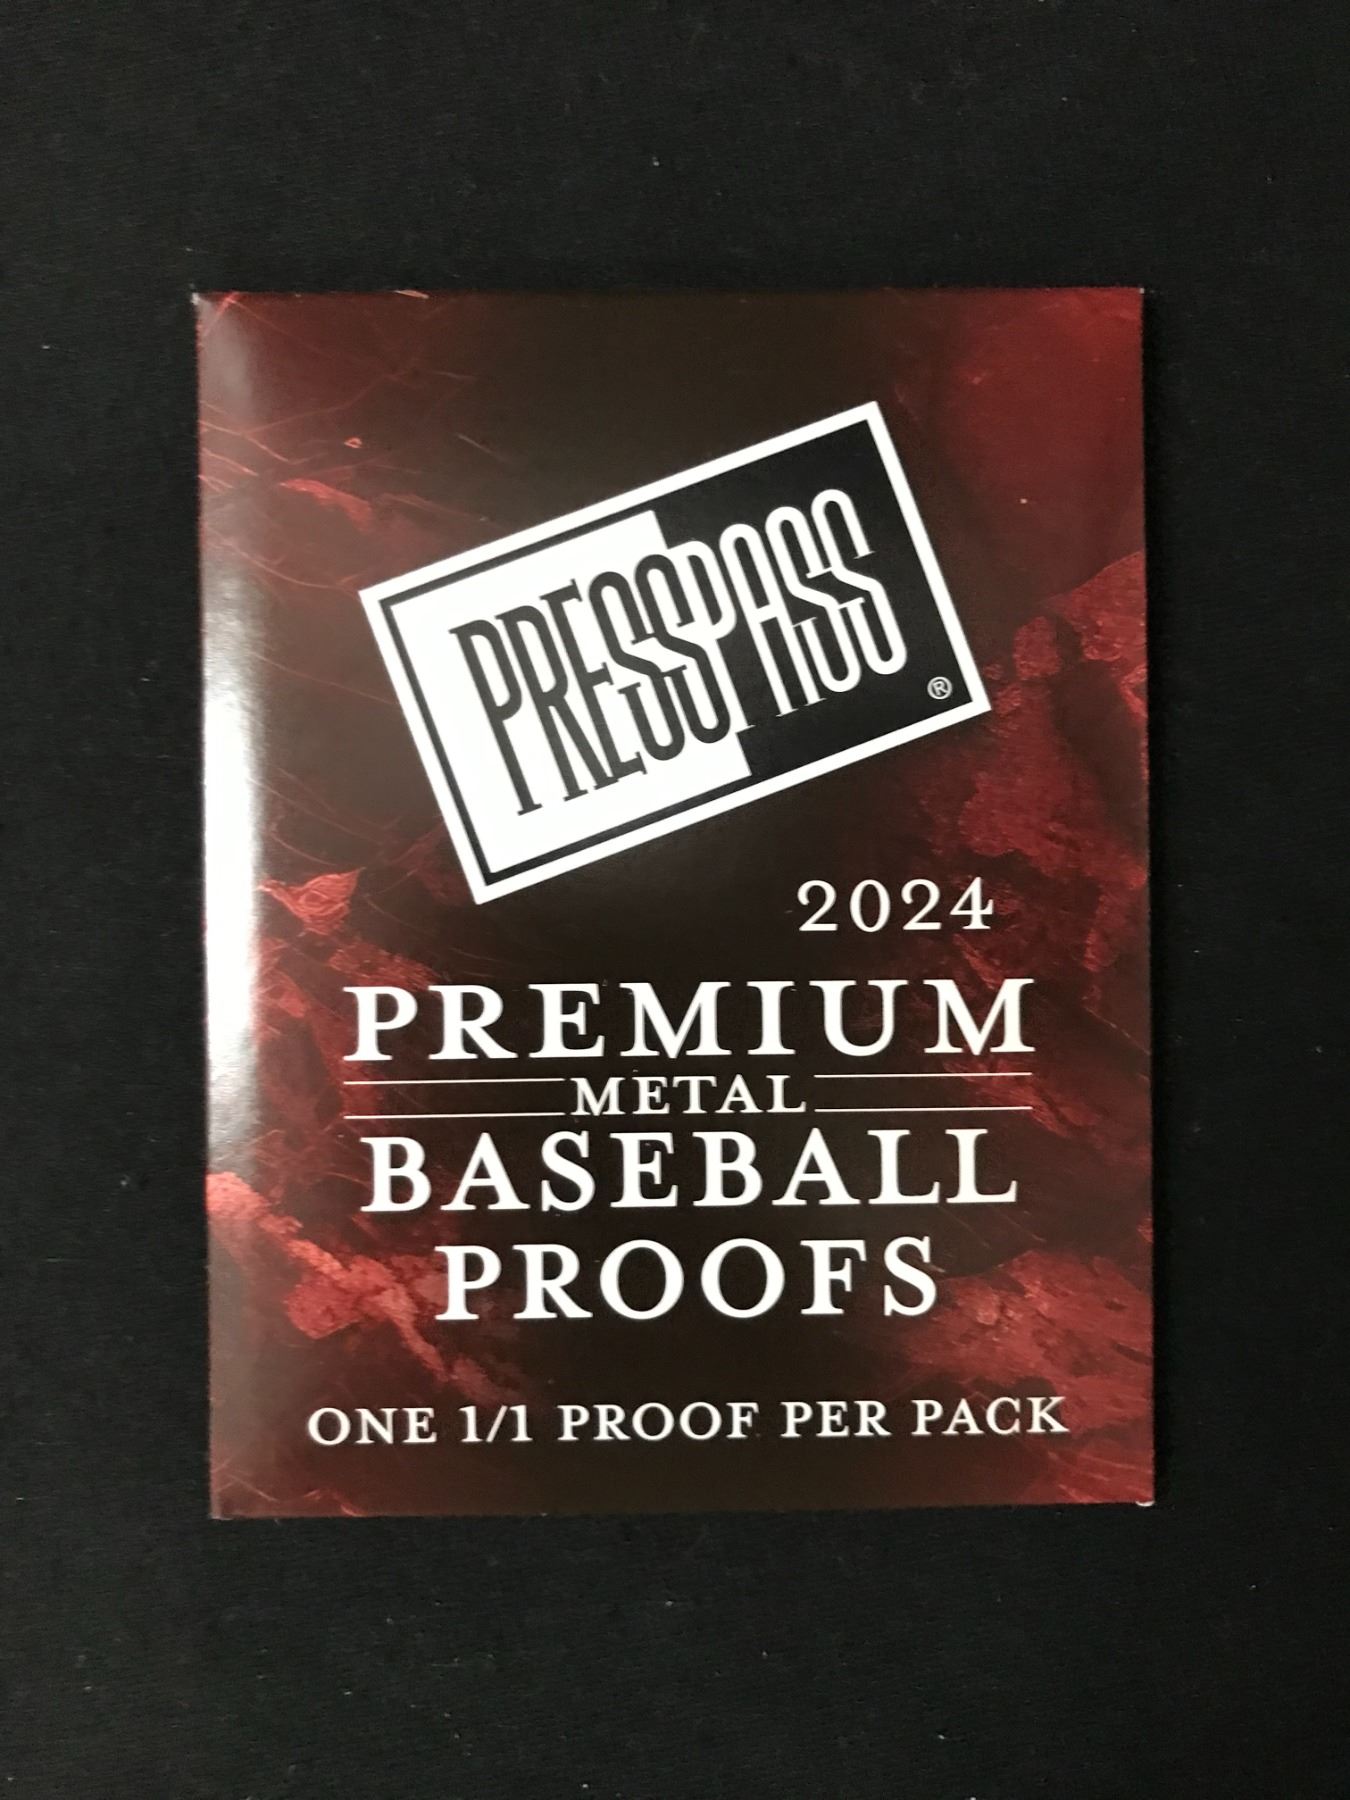 PRESSPASS
®
2024
PREMIUM
METAL
BASEBALL
PROOFS
ONE 1/1 PROOF PER PACK